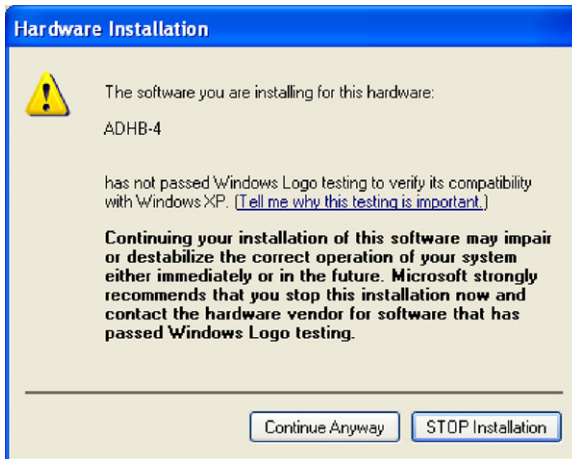 Hardware Installation
The software you are installing for this hardware:
ADHB-4
has not passed Windows Logo testing to verify its compatibility
with Windows XP. (Tell me why this testing is important.)
Continuing your installation of this software may impair
or destabilize the correct operation of your system
either immediately or in the future. Microsoft strongly
recommends that you stop this installation now and
contact the hardware vendor for software that has
passed Windows Logo testing.
Continue Anyway STOP Installation